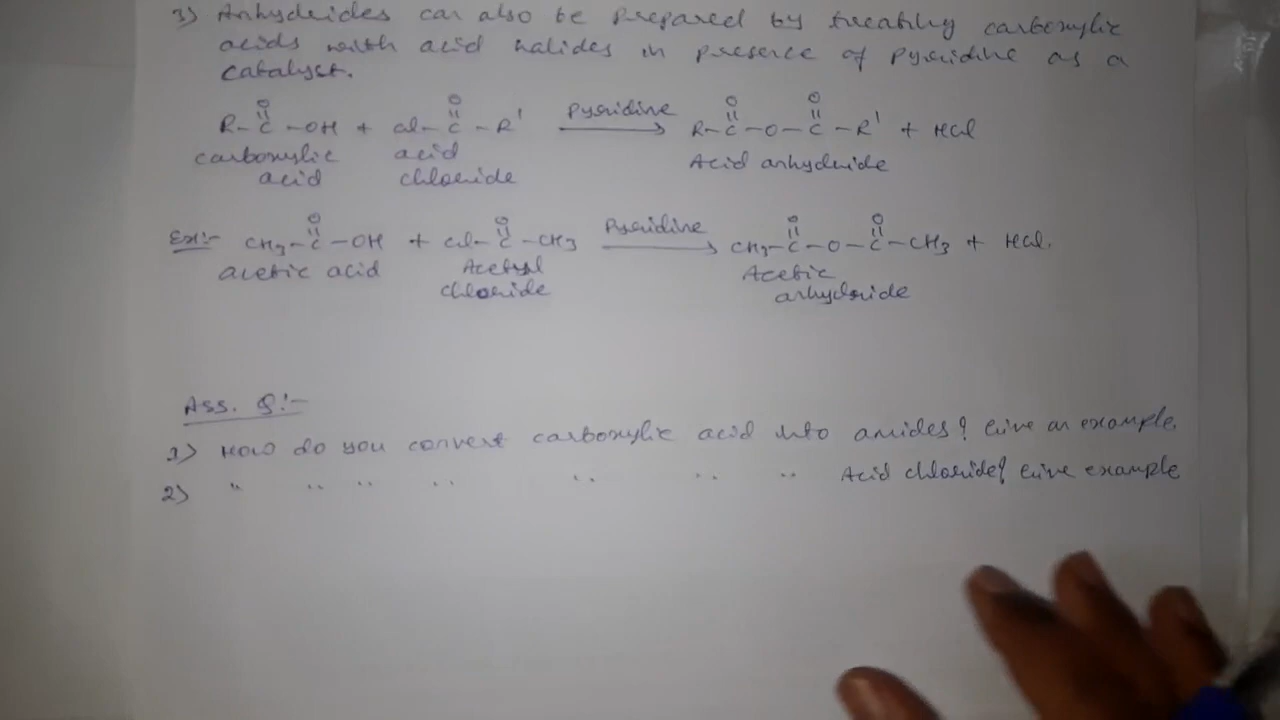 3) Anhydrides can also be prepared by treating carboxylic
acids with acid halides in presence of pyridine as a
catalyst.
O O Pyridine O O
R-C-OH + Cl-C-R' → R-C-O-C-R' + HCl
carboxylic acid Acid anhydride
acid chloride
O O Pyridine O O
Ex:- CH3-C-OH + Cl-C-CH3 → CH3-C-O-C-CH3 + HCl.
acetic acid Acetyl Acetic
chloride anhydride
Ass. Q:-
1) How do you convert carboxylic acid into amides? Give an example.
2) " " " " " " " Acid chloride? Give example